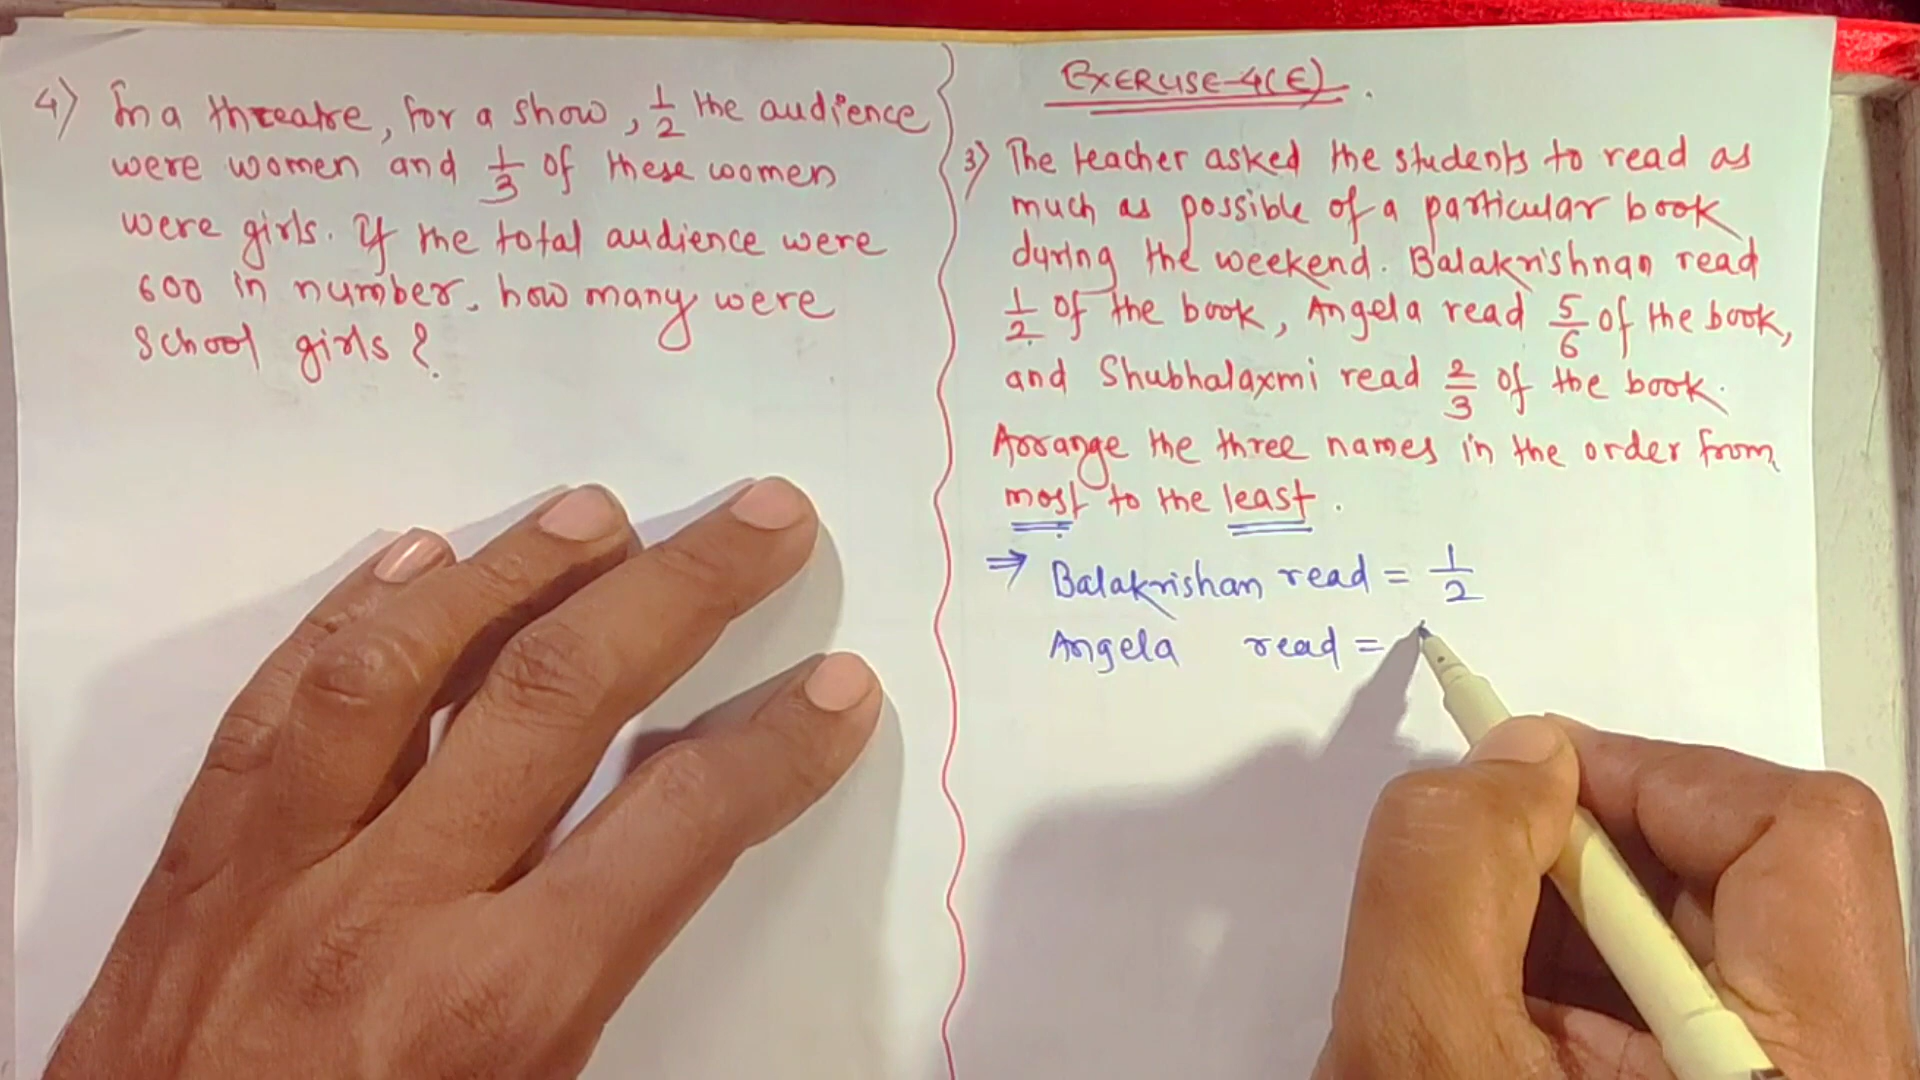 4) In a threatre, for a show, 1/2 the audience
were women and 1/3 of these women
were girls. If the total audience were
600 in number, how many were
School girls?
EXERCISE-4(E).
3) The teacher asked the students to read as
much as possible of a particular book
during the weekend. Balakrishnan read
1/2 of the book, Angela read 5/6 of the book,
and Shubhalaxmi read 2/3 of the book.
Arrange the three names in the order from
most to the least.
⇒ Balakrishan read = 1/2
Angela read =